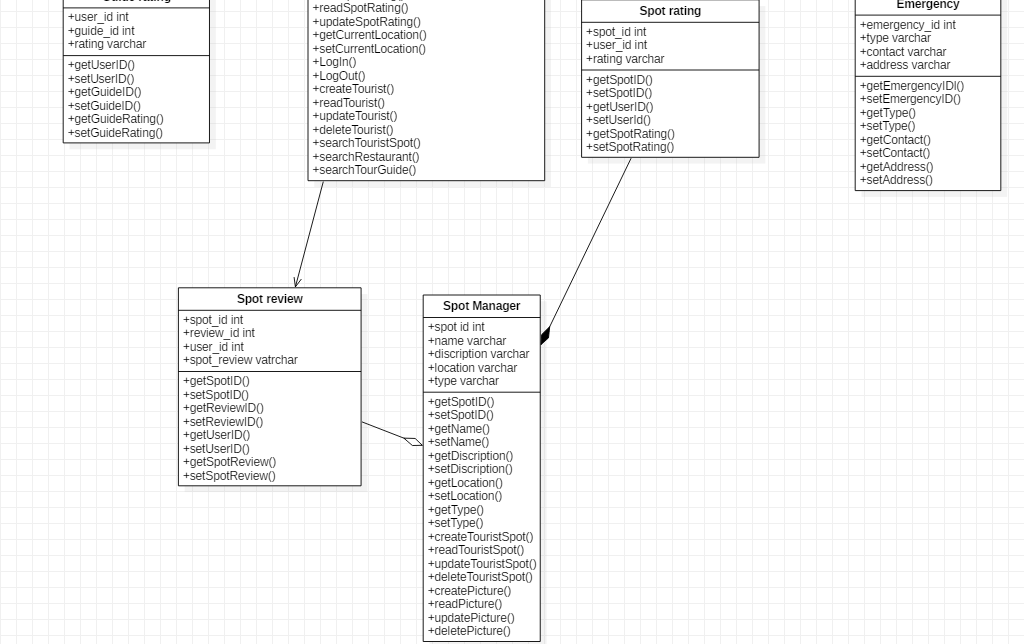 Guide rating
+user_id int
+guide_id int
+rating varchar
+getUserID()
+setUserID()
+getGuideID()
+setGuideID()
+getGuideRating()
+setGuideRating()
+readSpotRating()
+updateSpotRating()
+getCurrentLocation()
+setCurrentLocation()
+LogIn()
+LogOut()
+createTourist()
+readTourist()
+updateTourist()
+deleteTourist()
+searchTouristSpot()
+searchRestaurant()
+searchTourGuide()
Spot rating
+spot_id int
+user_id int
+rating varchar
+getSpotID()
+setSpotID()
+getUserID()
+setUserId()
+getSpotRating()
+setSpotRating()
Emergency
+emergency_id int
+type varchar
+contact varchar
+address varchar
+getEmergencyIDI()
+setEmergencyID()
+getType()
+setType()
+getContact()
+setContact()
+getAddress()
+setAddress()
Spot review
+spot_id int
+review_id int
+user_id int
+spot_review vatrchar
+getSpotID()
+setSpotID()
+getReviewID()
+setReviewID()
+getUserID()
+setUserID()
+getSpotReview()
+setSpotReview()
Spot Manager
+spot id int
+name varchar
+discription varchar
+location varchar
+type varchar
+getSpotID()
+setSpotID()
+getName()
+setName()
+getDiscription()
+setDiscription()
+getLocation()
+setLocation()
+getType()
+setType()
+createTouristSpot()
+readTouristSpot()
+updateTouristSpot()
+deleteTouristSpot()
+createPicture()
+readPicture()
+updatePicture()
+deletePicture()